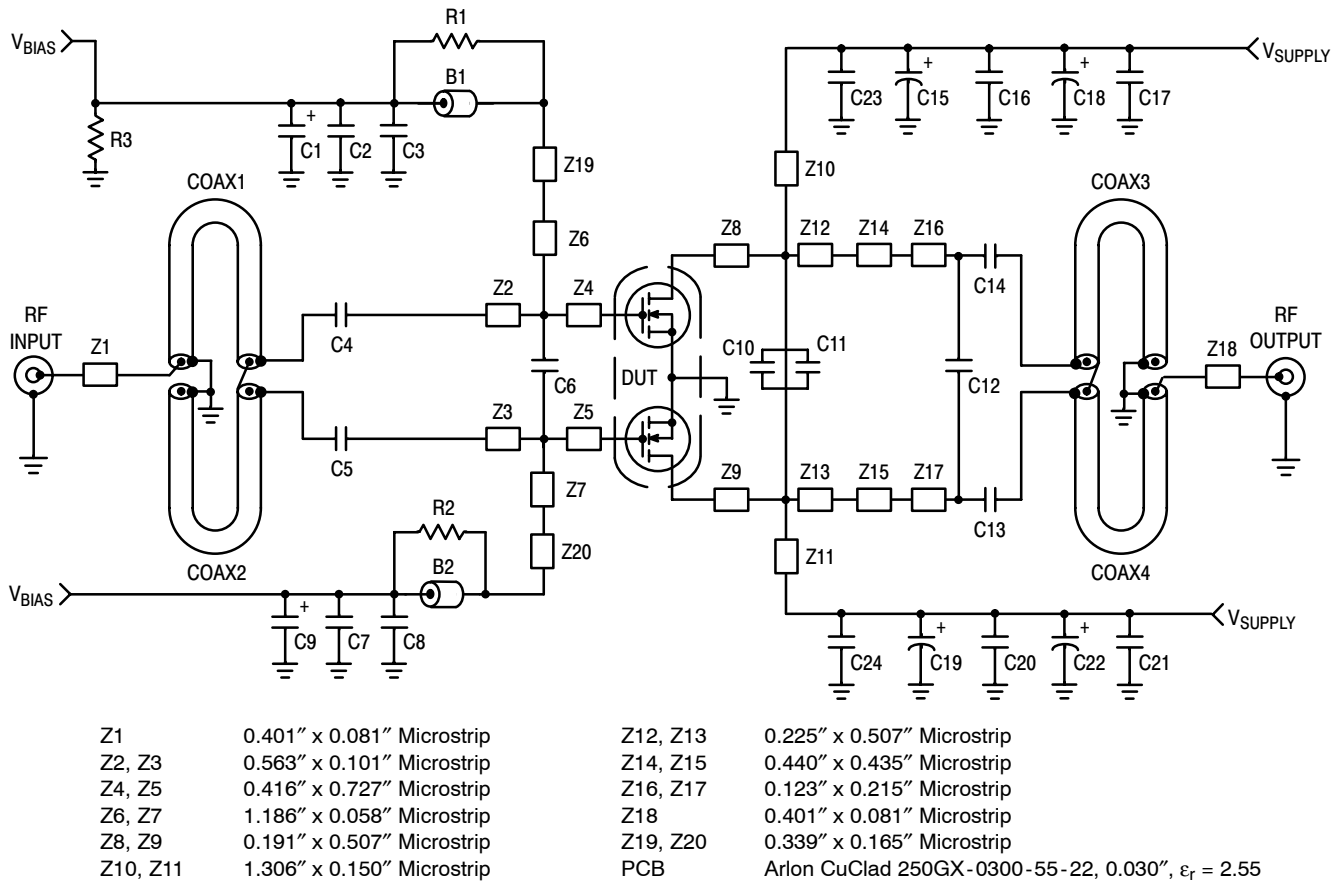 R1
V_BIAS
V_SUPPLY
B1
+
+
+
C23
C15
C16
C18
C17
R3
C1
C2
C3
Z19
Z10
COAX1
COAX3
Z6
Z8
Z12
Z14
Z16
Z2
Z4
C14
RF
INPUT
Z1
C4
RF
OUTPUT
C10
C11
Z18
C6
DUT
C12
Z3
Z5
Z9
Z13
Z15
Z17
C5
C13
Z7
R2
Z20
Z11
COAX2
B2
COAX4
V_BIAS
V_SUPPLY
+
+
+
C9
C7
C8
C24
C19
C20
C22
C21
Z1 0.401″ x 0.081″ Microstrip
Z2, Z3 0.563″ x 0.101″ Microstrip
Z4, Z5 0.416″ x 0.727″ Microstrip
Z6, Z7 1.186″ x 0.058″ Microstrip
Z8, Z9 0.191″ x 0.507″ Microstrip
Z10, Z11 1.306″ x 0.150″ Microstrip
Z12, Z13 0.225″ x 0.507″ Microstrip
Z14, Z15 0.440″ x 0.435″ Microstrip
Z16, Z17 0.123″ x 0.215″ Microstrip
Z18 0.401″ x 0.081″ Microstrip
Z19, Z20 0.339″ x 0.165″ Microstrip
PCB Arlon CuClad 250GX-0300-55-22, 0.030″, εr = 2.55